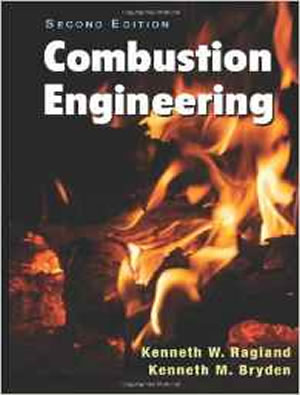 Second Edition
Combustion
Engineering
Kenneth W. Ragland
Kenneth M. Bryden